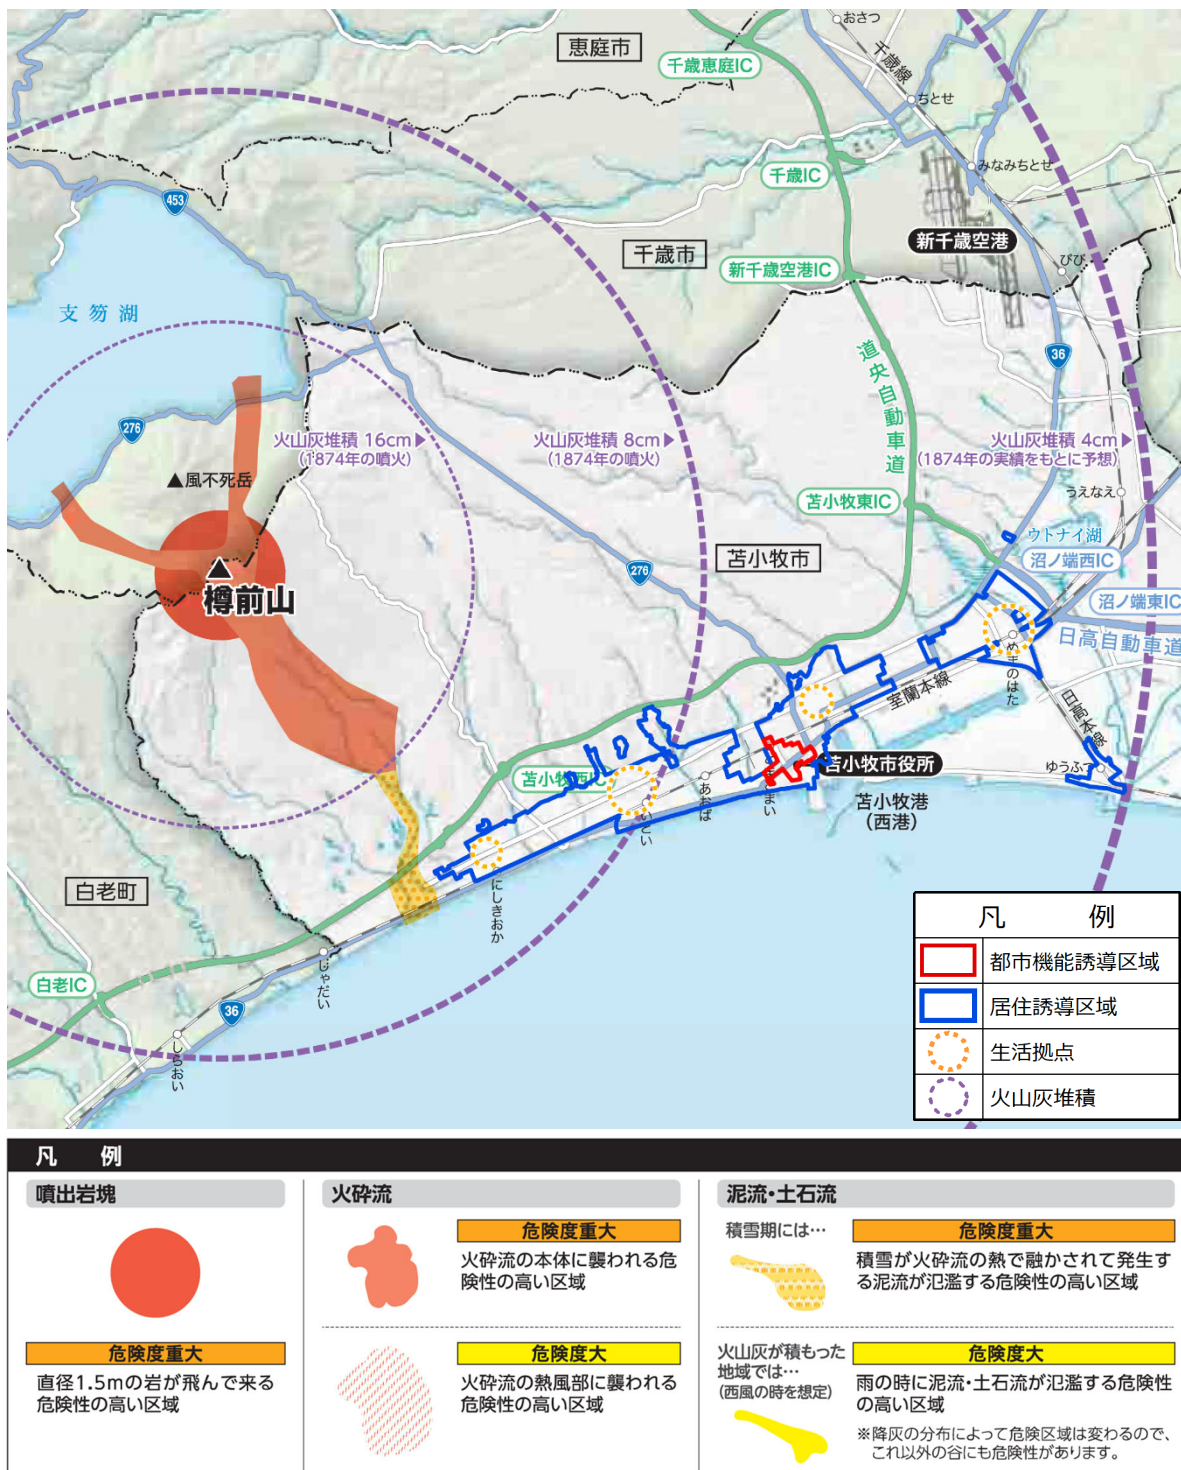 おさつ
恵庭市
千歳恵庭IC
千歳線
ちとせ
みなみちとせ
千歳IC
453
新千歳空港
千歳市
新千歳空港IC
びび
支笏湖
36
道央自動車道
276
火山灰堆積 16cm▶
(1874年の噴火)
火山灰堆積 8cm▶
(1874年の噴火)
火山灰堆積 4cm▶
(1874年の実績をもとに予想)
▲風不死岳
うえなえ
苫小牧東IC
ウトナイ湖
苫小牧市
沼ノ端西IC
276
樽前山
沼ノ端東IC
日高自動車道
ぬまのはた
室蘭本線
日高本線
苫小牧西IC
苫小牧市役所
ゆうふつ
あおば
まい
苫小牧港
(西港)
いとい
にしきおか
白老町
じゃだい
白老IC
36
しらおい
凡 例
都市機能誘導区域
居住誘導区域
生活拠点
火山灰堆積
凡 例
噴出岩塊
危険度重大
直径1.5mの岩が飛んで来る
危険性の高い区域
火砕流
危険度重大
火砕流の本体に襲われる危
険性の高い区域
危険度大
火砕流の熱風部に襲われる
危険性の高い区域
泥流・土石流
積雪期には…
危険度重大
積雪が火砕流の熱で融かされて発生す
る泥流が氾濫する危険性の高い区域
火山灰が積もった
地域では…
(西風の時を想定)
危険度大
雨の時に泥流・土石流が氾濫する危険性
の高い区域
※降灰の分布によって危険区域は変わるので、
これ以外の谷にも危険性があります。